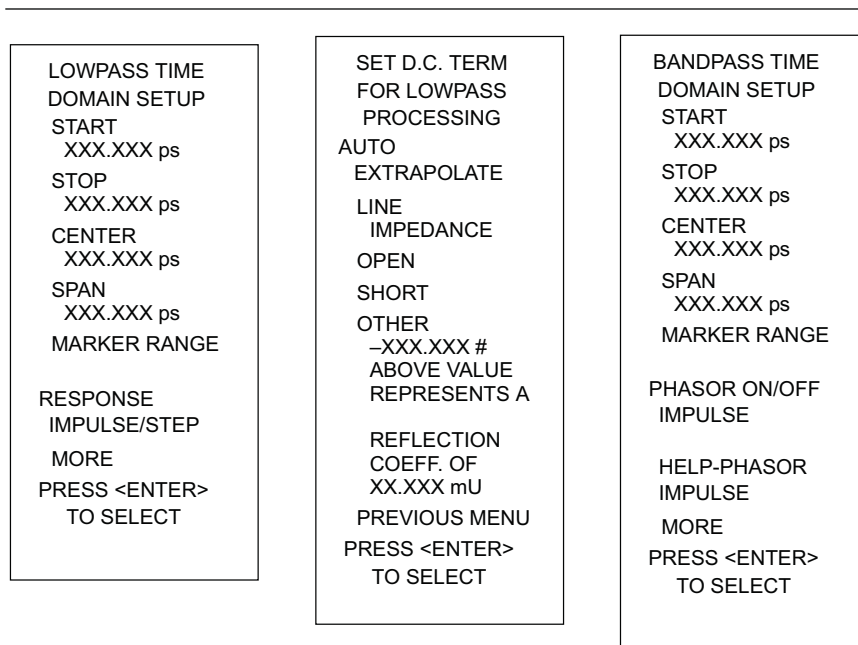 LOWPASS TIME
DOMAIN SETUP
START
XXX.XXX ps
STOP
XXX.XXX ps
CENTER
XXX.XXX ps
SPAN
XXX.XXX ps
MARKER RANGE
RESPONSE
IMPULSE/STEP
MORE
PRESS <ENTER>
TO SELECT
SET D.C. TERM
FOR LOWPASS
PROCESSING
AUTO
EXTRAPOLATE
LINE
IMPEDANCE
OPEN
SHORT
OTHER
–XXX.XXX #
ABOVE VALUE
REPRESENTS A
REFLECTION
COEFF. OF
XX.XXX mU
PREVIOUS MENU
PRESS <ENTER>
TO SELECT
BANDPASS TIME
DOMAIN SETUP
START
XXX.XXX ps
STOP
XXX.XXX ps
CENTER
XXX.XXX ps
SPAN
XXX.XXX ps
MARKER RANGE
PHASOR ON/OFF
IMPULSE
HELP-PHASOR
IMPULSE
MORE
PRESS <ENTER>
TO SELECT